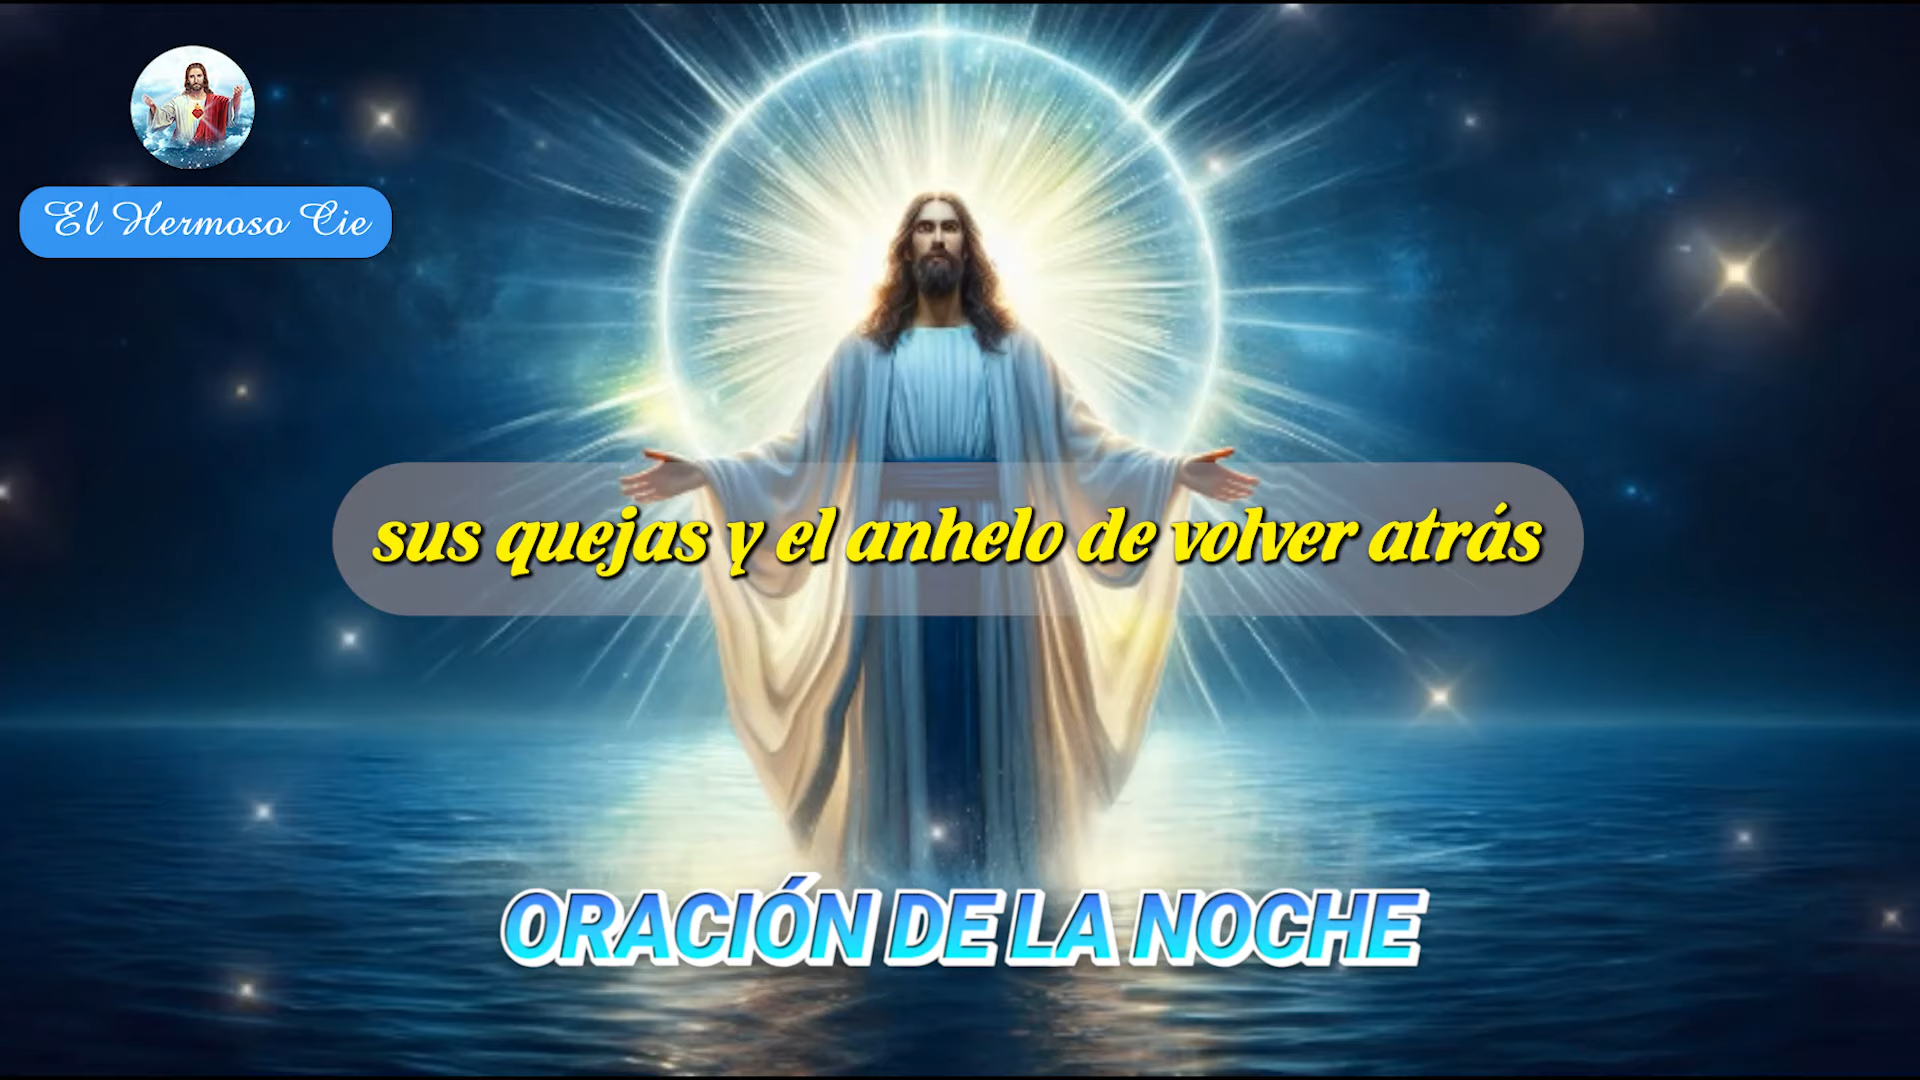 El Hermoso Cie
sus quejas y el anhelo de volver atrás
ORACIÓN DE LA NOCHE